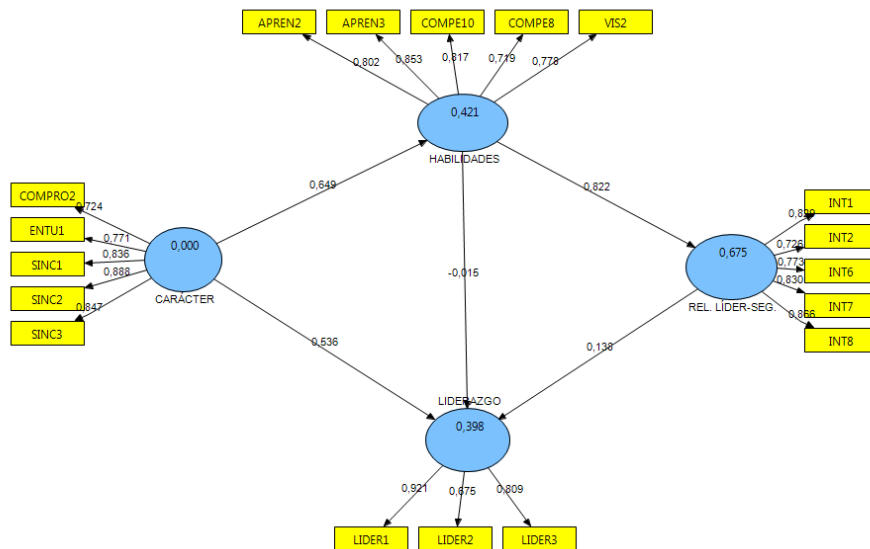 APREN2
APREN3
COMPE10
COMPE8
VIS2
0,802
0,853
0,817
0,719
0,778
0,421
HABILIDADES
0,649
0,822
COMPRO2
0,724
ENTU1
0,771
SINC1
0,836
SINC2
0,888
SINC3
0,847
0,000
CARÁCTER
-0,015
0,675
REL. LÍDER-SEG.
INT1
INT2
0,726
INT6
0,773
INT7
0,830
INT8
0,866
0,536
0,138
LIDERAZGO
0,398
0,921
0,675
0,809
LIDER1
LIDER2
LIDER3